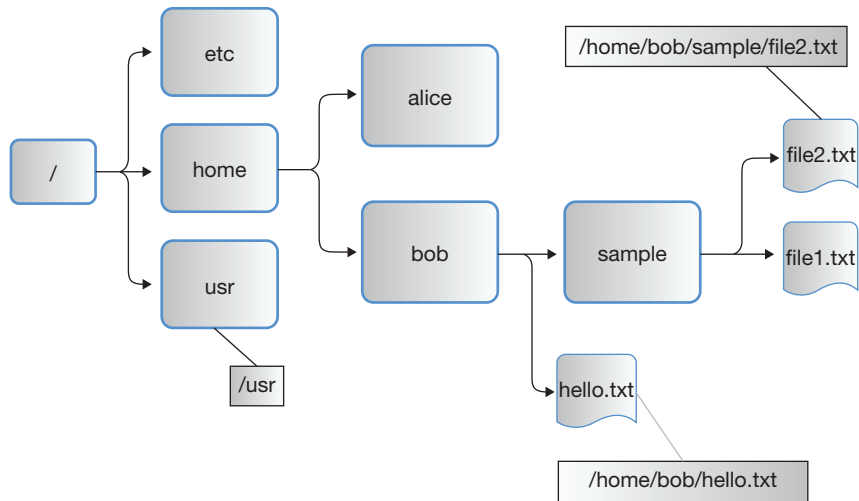 /home/bob/sample/file2.txt
etc
alice
file2.txt
/
home
bob
sample
file1.txt
usr
/usr
hello.txt
/home/bob/hello.txt